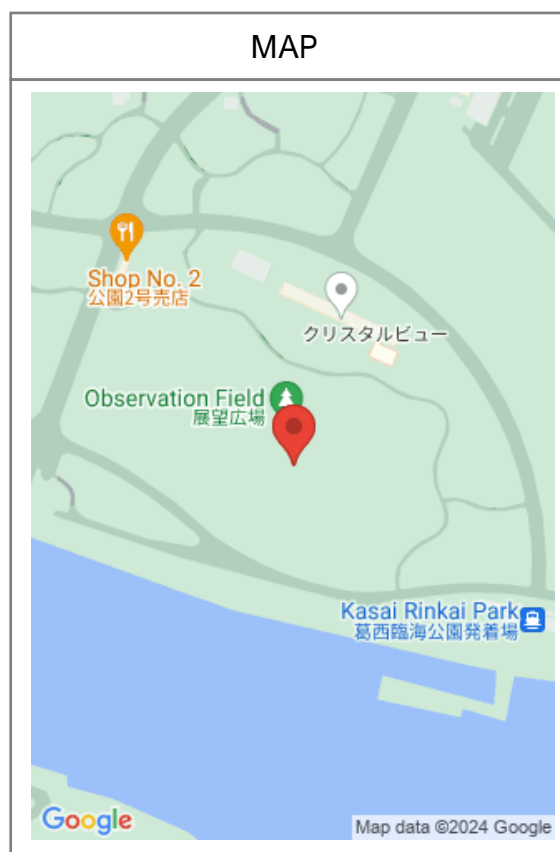 MAP
Shop No. 2
公園2号売店
クリスタルビュー
Observation Field
展望広場
Kasai Rinkai Park
葛西臨海公園発着場
Google
Map data ©2024 Google